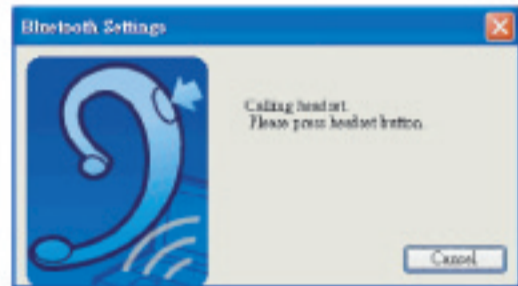 Bluetooth Settings
Calling headset.
Please press headset button.
Cancel